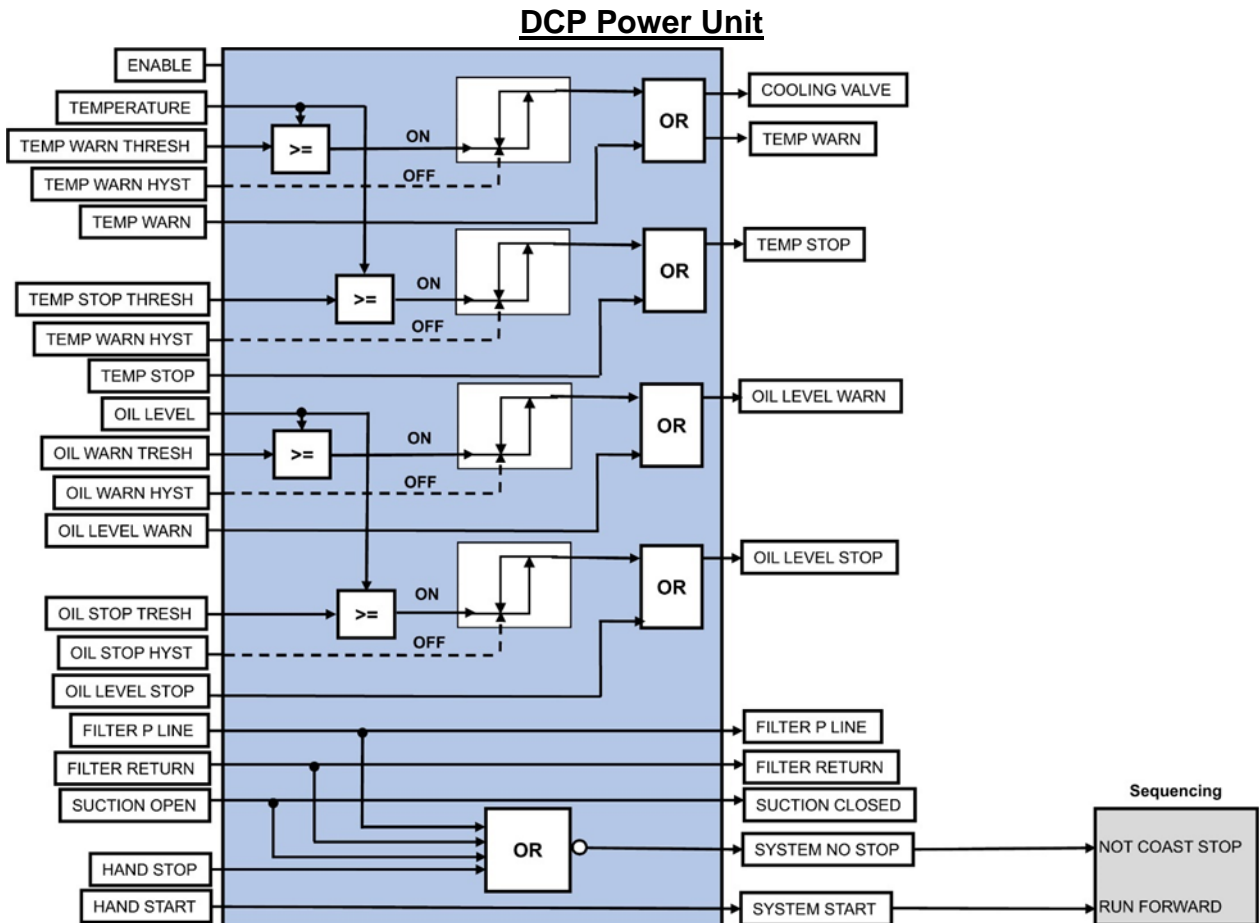 DCP Power Unit
ENABLE
TEMPERATURE
COOLING VALVE
OR
ON
TEMP WARN THRESH
>=
TEMP WARN
TEMP WARN HYST
OFF
TEMP WARN
OR
TEMP STOP
ON
TEMP STOP THRESH
>=
OFF
TEMP WARN HYST
TEMP STOP
OIL LEVEL
OIL LEVEL WARN
OR
ON
OIL WARN TRESH
>=
OFF
OIL WARN HYST
OIL LEVEL WARN
OIL LEVEL STOP
OR
ON
OIL STOP TRESH
>=
OFF
OIL STOP HYST
OIL LEVEL STOP
FILTER P LINE
FILTER P LINE
FILTER RETURN
FILTER RETURN
SUCTION OPEN
SUCTION CLOSED
Sequencing
OR
SYSTEM NO STOP
NOT COAST STOP
HAND STOP
HAND START
SYSTEM START
RUN FORWARD